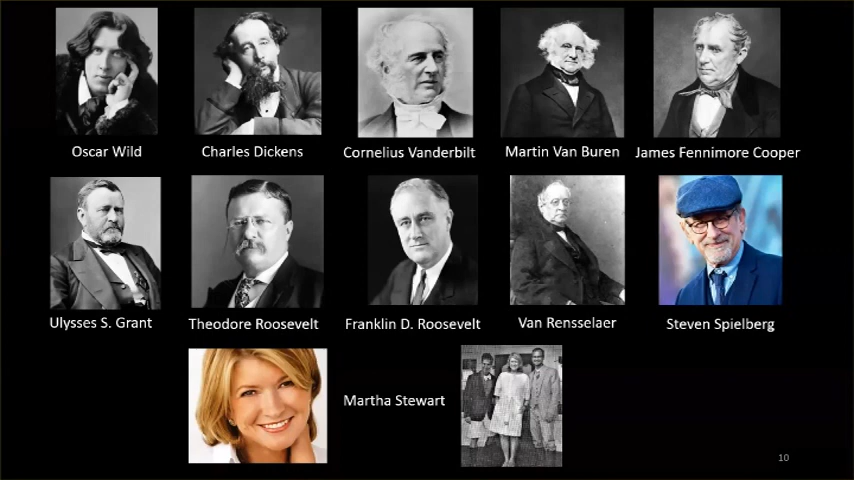 Oscar Wild
Charles Dickens
Cornelius Vanderbilt
Martin Van Buren
James Fennimore Cooper
Ulysses S. Grant
Theodore Roosevelt
Franklin D. Roosevelt
Van Rensselaer
Steven Spielberg
Martha Stewart
10